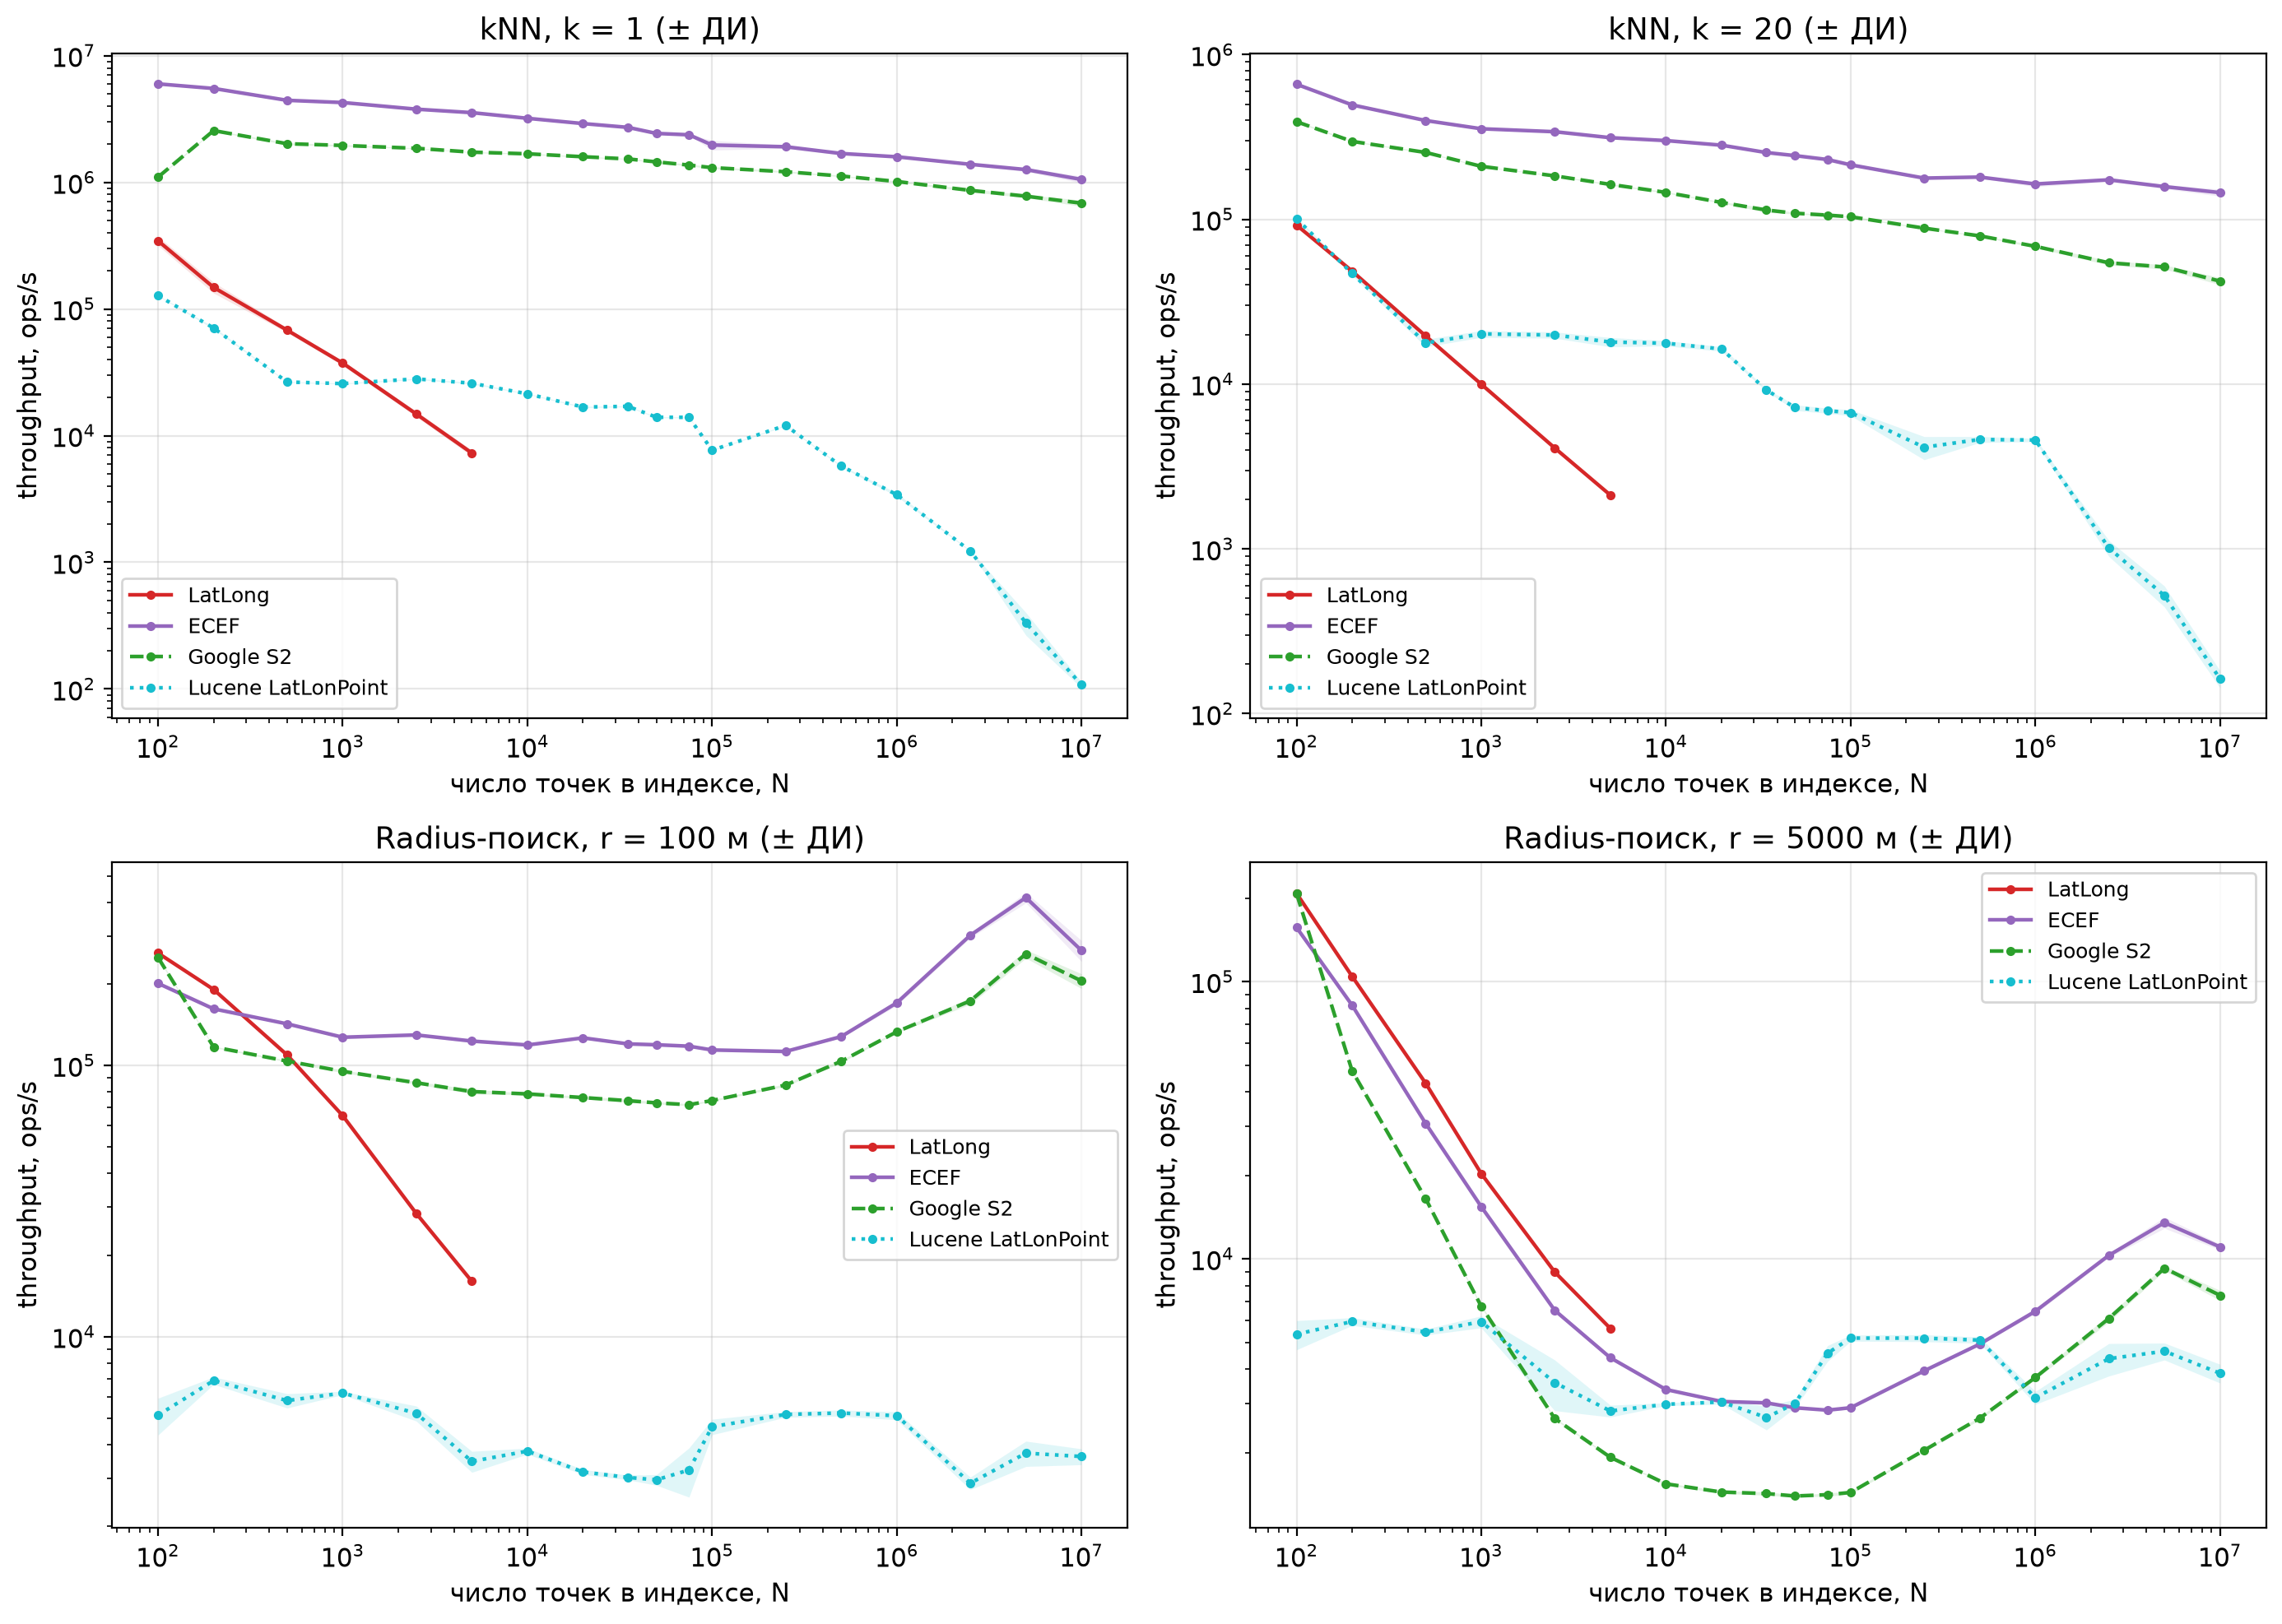 kNN, k = 1 (± ДИ)
10⁷
10⁶
10⁵
10⁴
10³
10²
throughput, ops/s
LatLong
ECEF
Google S2
Lucene LatLonPoint
10² 10³ 10⁴ 10⁵ 10⁶ 10⁷
число точек в индексе, N
kNN, k = 20 (± ДИ)
10⁶
10⁵
10⁴
10³
10²
throughput, ops/s
LatLong
ECEF
Google S2
Lucene LatLonPoint
10² 10³ 10⁴ 10⁵ 10⁶ 10⁷
число точек в индексе, N
Radius-поиск, r = 100 м (± ДИ)
10⁵
10⁴
throughput, ops/s
LatLong
ECEF
Google S2
Lucene LatLonPoint
10² 10³ 10⁴ 10⁵ 10⁶ 10⁷
число точек в индексе, N
Radius-поиск, r = 5000 м (± ДИ)
10⁵
10⁴
throughput, ops/s
LatLong
ECEF
Google S2
Lucene LatLonPoint
10² 10³ 10⁴ 10⁵ 10⁶ 10⁷
число точек в индексе, N